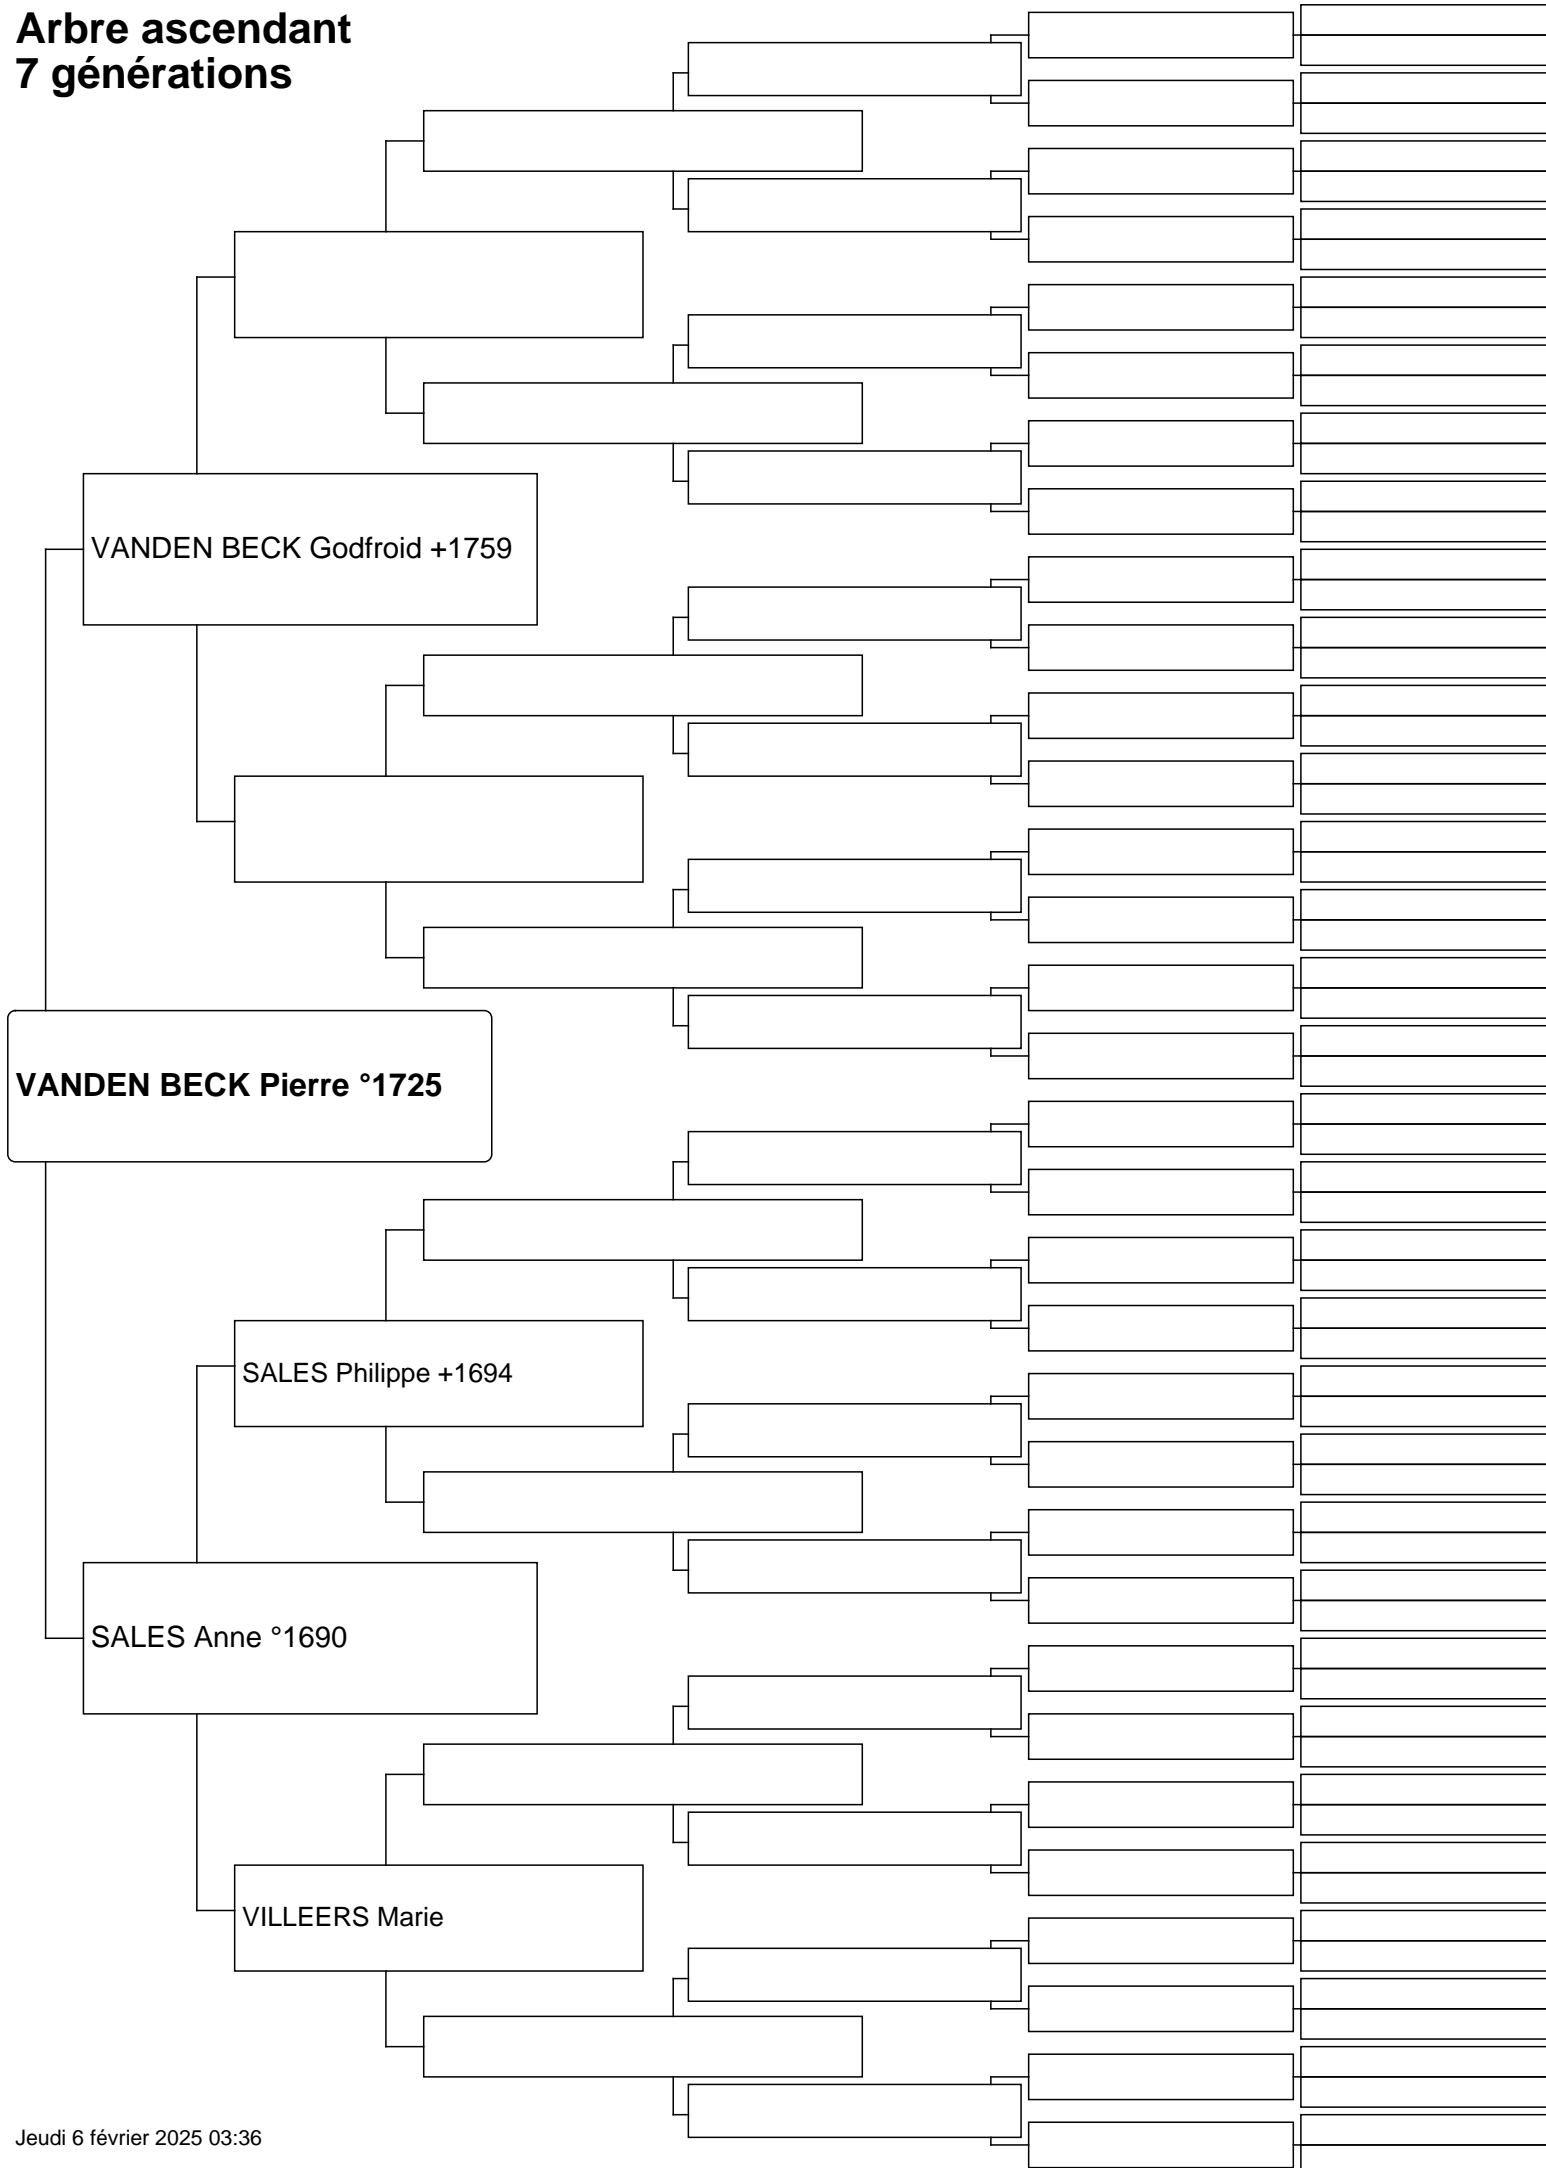 Arbre ascendant
7 générations
VANDEN BECK Godfroid +1759
VANDEN BECK Pierre °1725
SALES Philippe +1694
SALES Anne °1690
VILLEERS Marie
Jeudi 6 février 2025 03:36